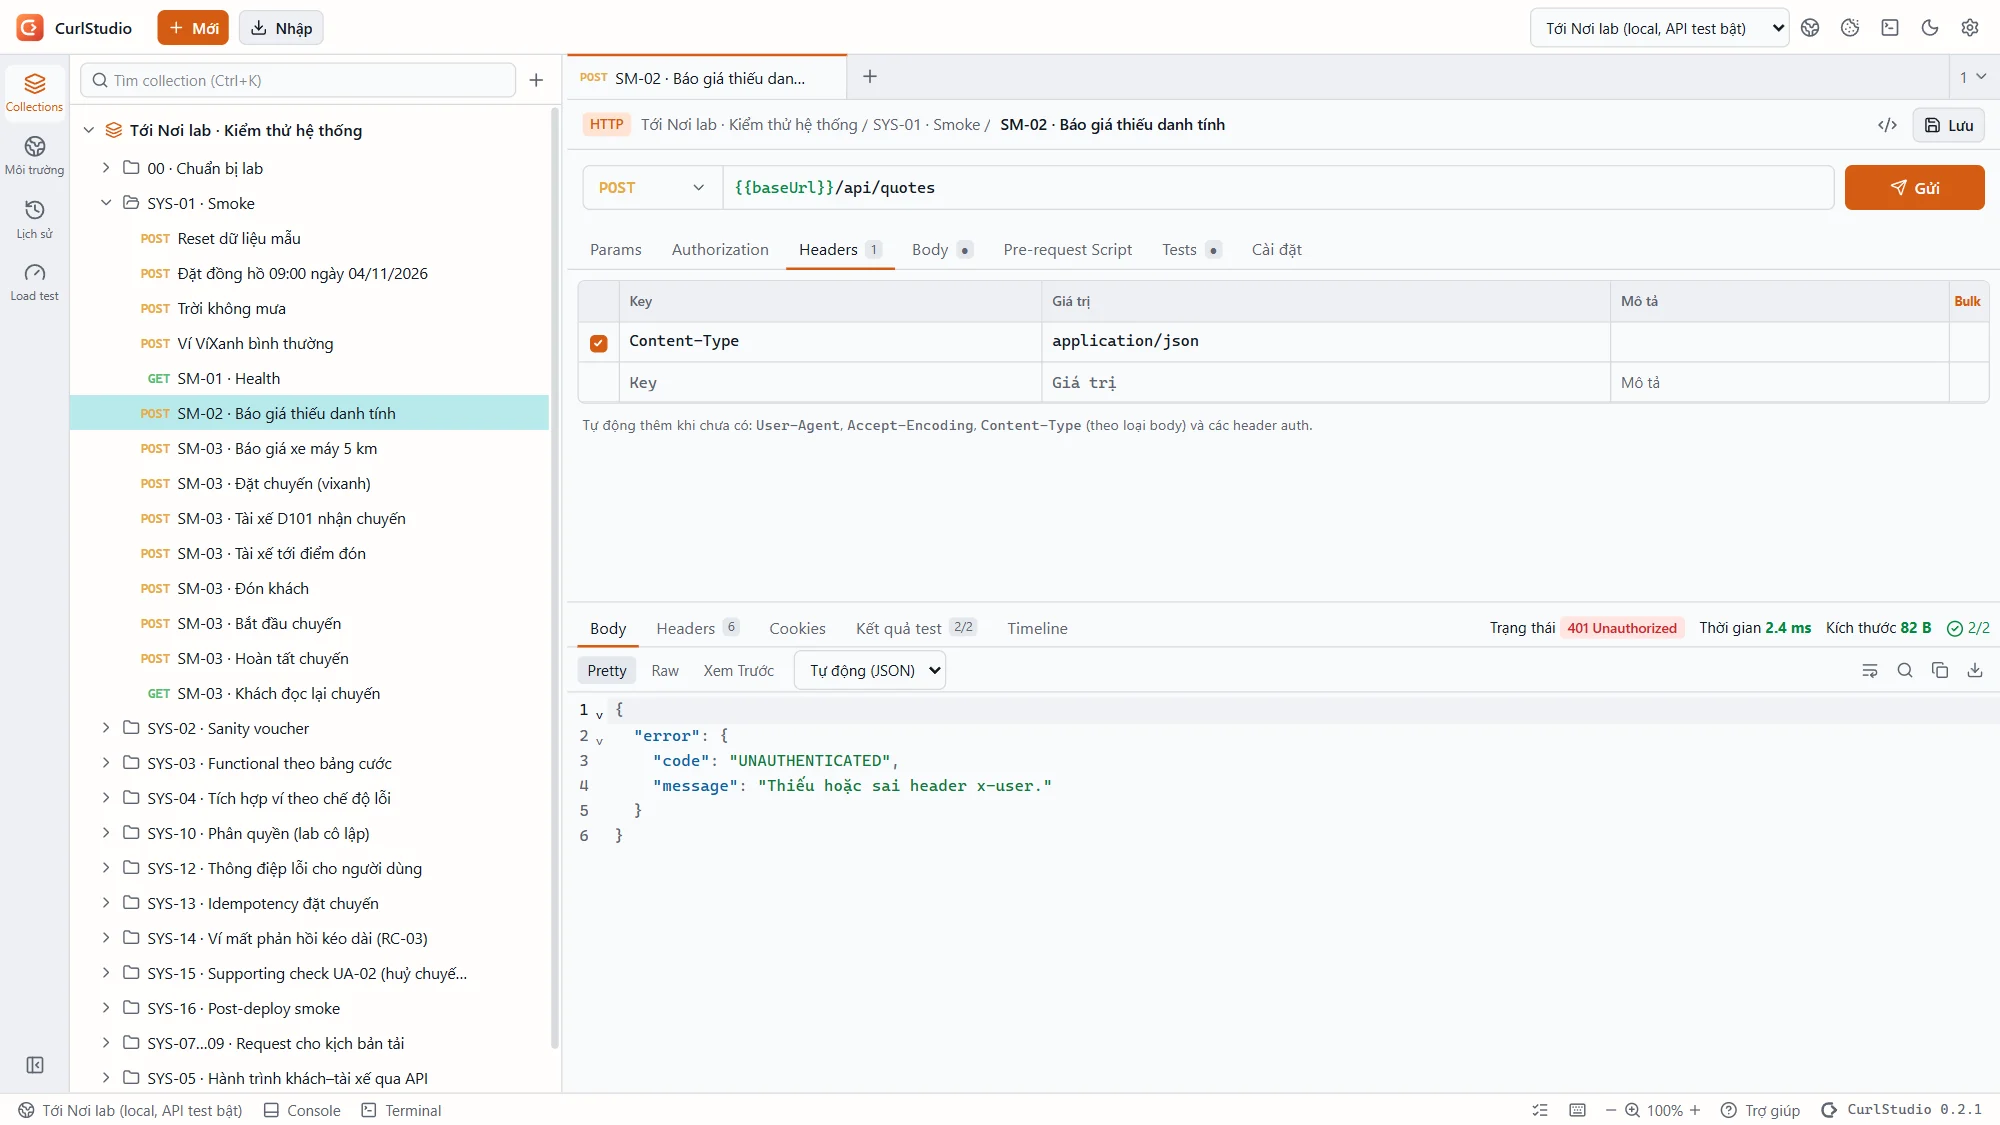 CurlStudio
Mới
Nhập
Tới Nơi lab (local, API test bật)
Collections
Môi trường
Lịch sử
Load test
Tìm collection (Ctrl+K)
Tới Nơi lab · Kiểm thử hệ thống
00 · Chuẩn bị lab
SYS-01 · Smoke
POST Reset dữ liệu mẫu
POST Đặt đồng hồ 09:00 ngày 04/11/2026
POST Trời không mưa
POST Ví VíXanh bình thường
GET SM-01 · Health
POST SM-02 · Báo giá thiếu danh tính
POST SM-03 · Báo giá xe máy 5 km
POST SM-03 · Đặt chuyến (vixanh)
POST SM-03 · Tài xế D101 nhận chuyến
POST SM-03 · Tài xế tới điểm đón
POST SM-03 · Đón khách
POST SM-03 · Bắt đầu chuyến
POST SM-03 · Hoàn tất chuyến
GET SM-03 · Khách đọc lại chuyến
SYS-02 · Sanity voucher
SYS-03 · Functional theo bảng cước
SYS-04 · Tích hợp ví theo chế độ lỗi
SYS-10 · Phân quyền (lab cô lập)
SYS-12 · Thông điệp lỗi cho người dùng
SYS-13 · Idempotency đặt chuyến
SYS-14 · Ví mất phản hồi kéo dài (RC-03)
SYS-15 · Supporting check UA-02 (huỷ chuyế...
SYS-16 · Post-deploy smoke
SYS-07...09 · Request cho kịch bản tải
SYS-05 · Hành trình khách–tài xế qua API
POST SM-02 · Báo giá thiếu dan...
1
HTTP Tới Nơi lab · Kiểm thử hệ thống / SYS-01 · Smoke / SM-02 · Báo giá thiếu danh tính
</> Lưu
POST {{baseUrl}}/api/quotes
Gửi
Params Authorization Headers 1 Body Pre-request Script Tests Cài đặt
Key Giá trị Mô tả Bulk
Content-Type application/json
Key Giá trị Mô tả
Tự động thêm khi chưa có: User-Agent, Accept-Encoding, Content-Type (theo loại body) và các header auth.
Body Headers 6 Cookies Kết quả test 2/2 Timeline
Trạng thái 401 Unauthorized Thời gian 2.4 ms Kích thước 82 B 2/2
Pretty Raw Xem Trước Tự động (JSON)
1 {
2 "error": {
3 "code": "UNAUTHENTICATED",
4 "message": "Thiếu hoặc sai header x-user."
5 }
6 }
Tới Nơi lab (local, API test bật) Console Terminal
100% Trợ giúp CurlStudio 0.2.1